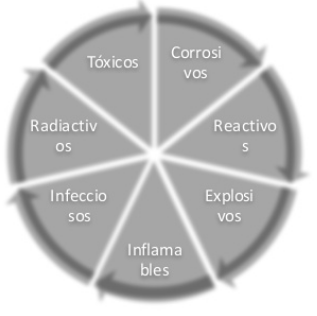 Corrosi
vos
Reactivo
s
Explosi
vos
Inflama
bles
Infeccio
sos
Radiactiv
os
Tóxicos